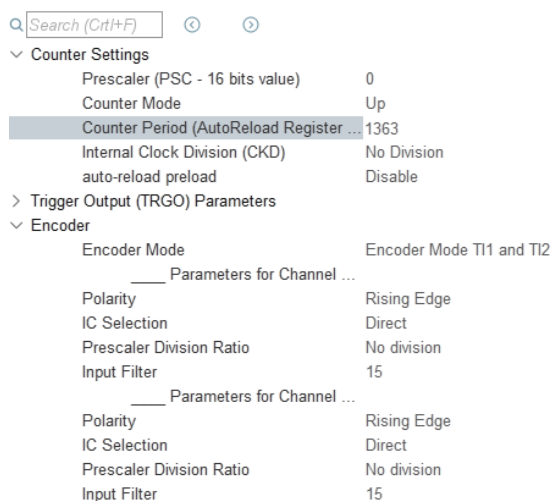 Search (Crtl+F)
Counter Settings
Prescaler (PSC - 16 bits value) 0
Counter Mode Up
Counter Period (AutoReload Register ... 1363
Internal Clock Division (CKD) No Division
auto-reload preload Disable
Trigger Output (TRGO) Parameters
Encoder
Encoder Mode Encoder Mode TI1 and TI2
____ Parameters for Channel ...
Polarity Rising Edge
IC Selection Direct
Prescaler Division Ratio No division
Input Filter 15
____ Parameters for Channel ...
Polarity Rising Edge
IC Selection Direct
Prescaler Division Ratio No division
Input Filter 15